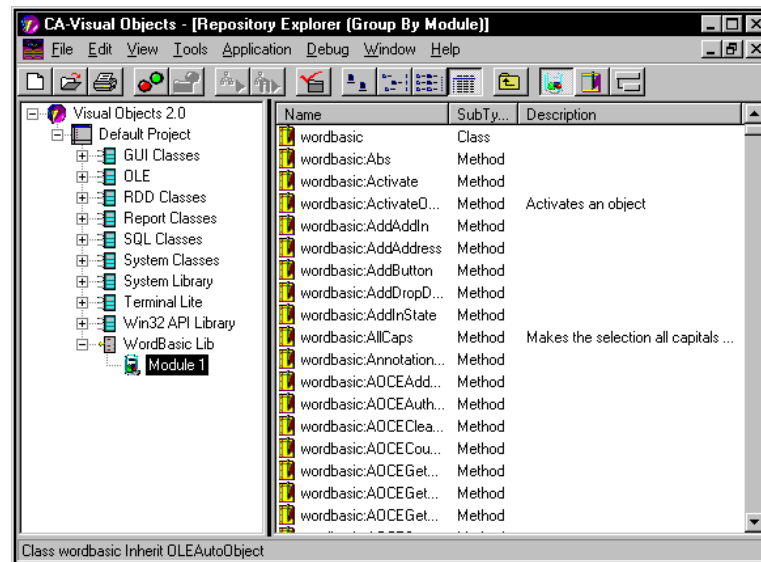 CA-Visual Objects - [Repository Explorer (Group By Module)]
File Edit View Tools Application Debug Window Help
Visual Objects 2.0
Default Project
GUI Classes
OLE
RDD Classes
Report Classes
SQL Classes
System Classes
System Library
Terminal Lite
Win32 API Library
WordBasic Lib
Module 1
Name SubTy... Description
wordbasic Class
wordbasic:Abs Method
wordbasic:Activate Method
wordbasic:ActivateO... Method Activates an object
wordbasic:AddAddIn Method
wordbasic:AddAddress Method
wordbasic:AddButton Method
wordbasic:AddDropD... Method
wordbasic:AddInState Method
wordbasic:AllCaps Method Makes the selection all capitals ...
wordbasic:Annotation... Method
wordbasic:AOCEAdd... Method
wordbasic:AOCEAuth... Method
wordbasic:AOCEClea... Method
wordbasic:AOCECou... Method
wordbasic:AOCEGet... Method
wordbasic:AOCEGet... Method
wordbasic:AOCEGet... Method
Class wordbasic Inherit OLEAutoObject